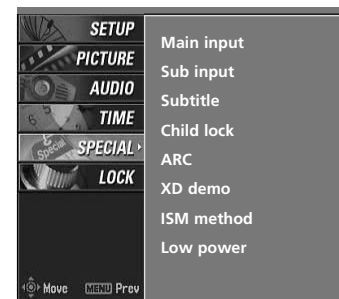 SETUP
PICTURE
AUDIO
TIME
SPECIAL
LOCK
Move MENU Prev
Main input
Sub input
Subtitle
Child lock
ARC
XD demo
ISM method
Low power